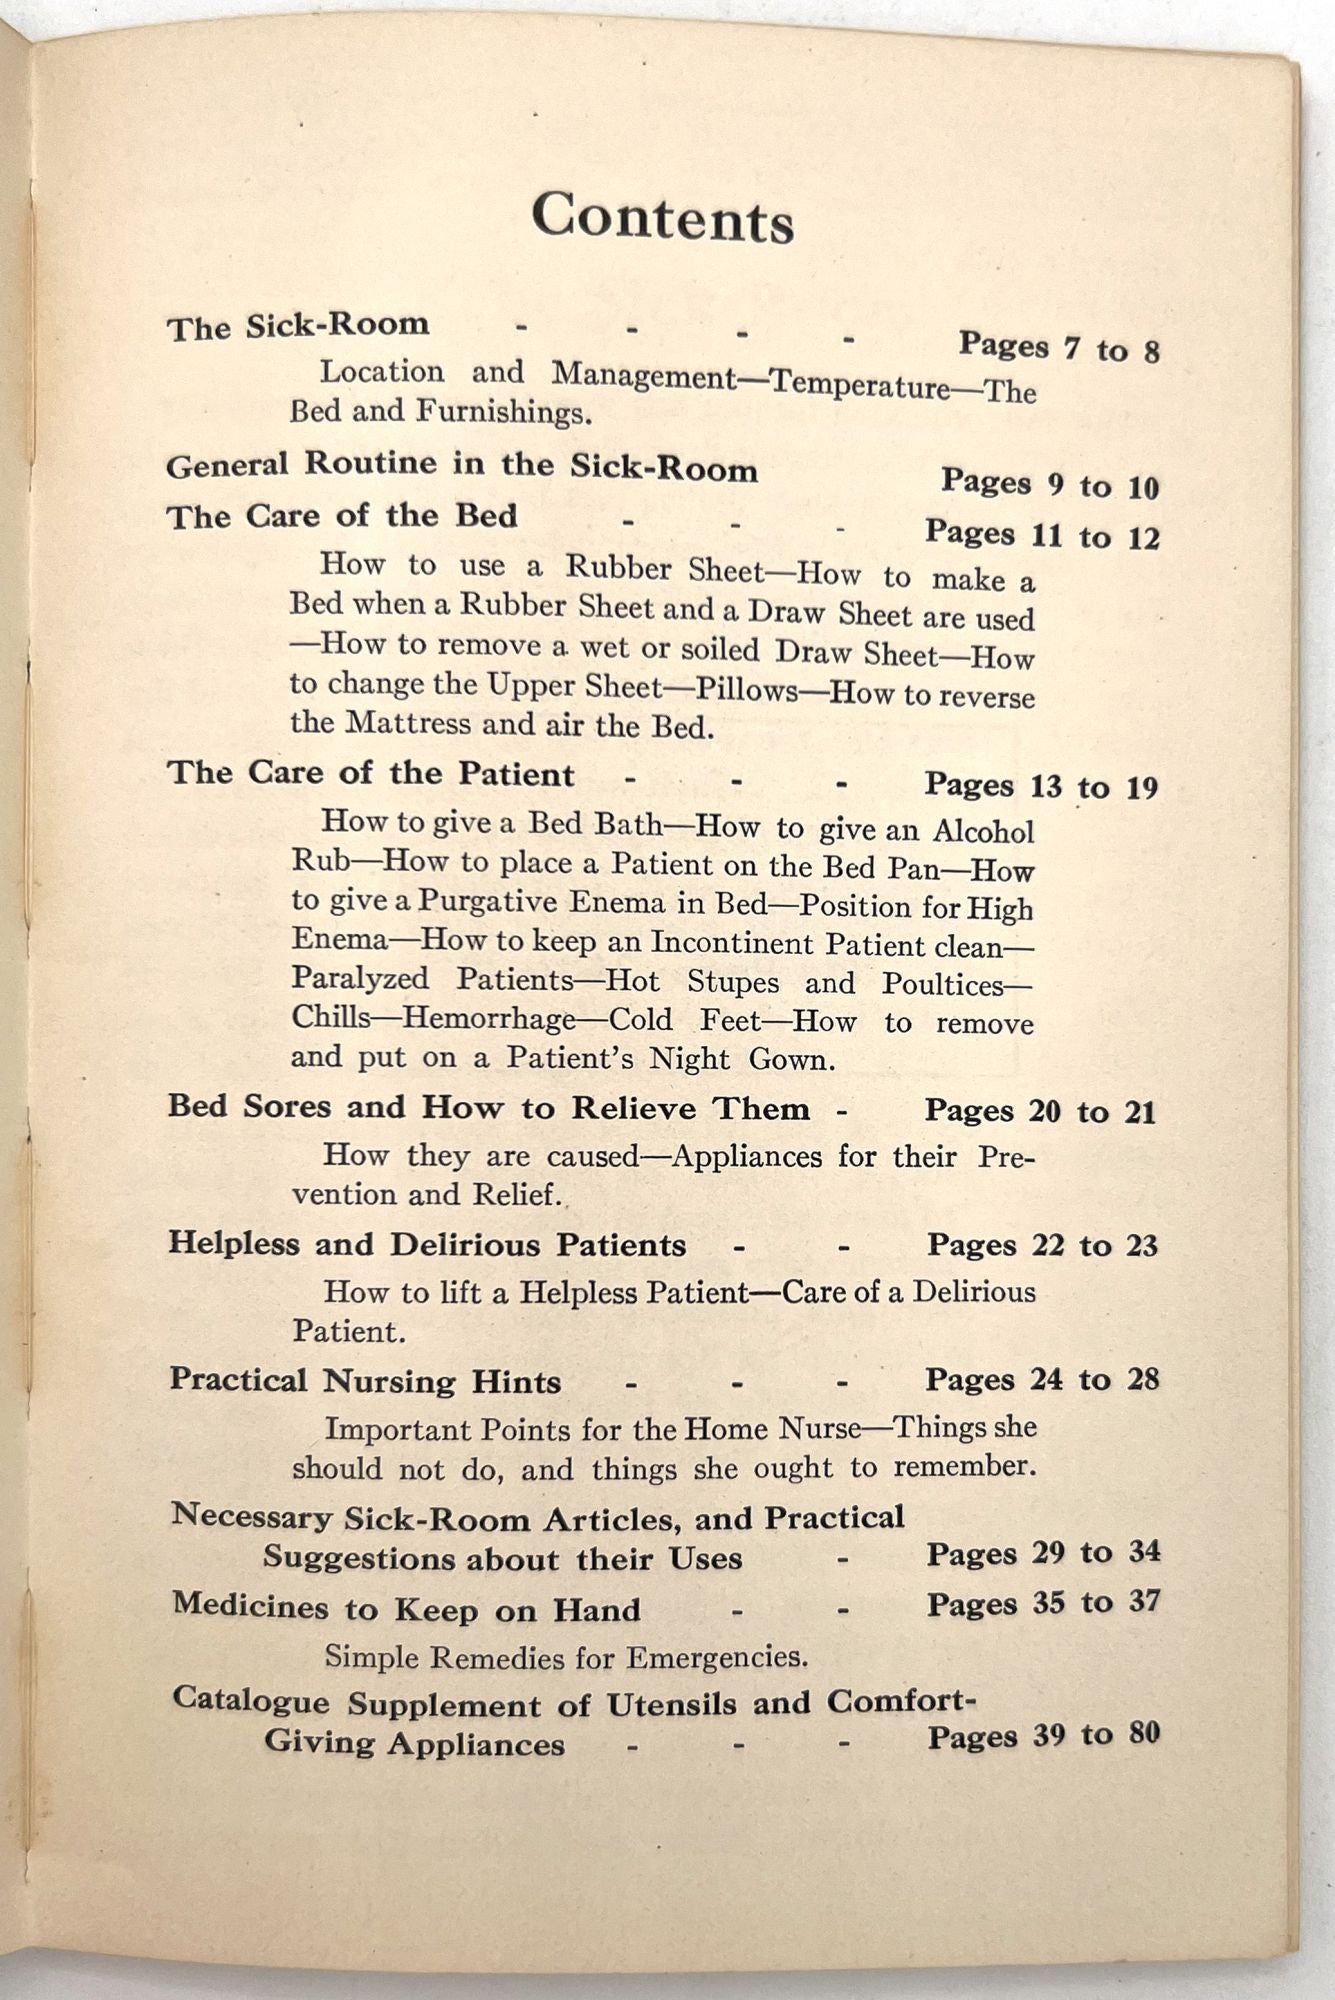 Contents
The Sick-Room - - - - Pages 7 to 8
Location and Management—Temperature—The
Bed and Furnishings.
General Routine in the Sick-Room Pages 9 to 10
The Care of the Bed - - - Pages 11 to 12
How to use a Rubber Sheet—How to make a
Bed when a Rubber Sheet and a Draw Sheet are used
—How to remove a wet or soiled Draw Sheet—How
to change the Upper Sheet—Pillows—How to reverse
the Mattress and air the Bed.
The Care of the Patient - - - Pages 13 to 19
How to give a Bed Bath—How to give an Alcohol
Rub—How to place a Patient on the Bed Pan—How
to give a Purgative Enema in Bed—Position for High
Enema—How to keep an Incontinent Patient clean—
Paralyzed Patients—Hot Stupes and Poultices—
Chills—Hemorrhage—Cold Feet—How to remove
and put on a Patient's Night Gown.
Bed Sores and How to Relieve Them - Pages 20 to 21
How they are caused—Appliances for their Pre-
vention and Relief.
Helpless and Delirious Patients - - Pages 22 to 23
How to lift a Helpless Patient—Care of a Delirious
Patient.
Practical Nursing Hints - - - Pages 24 to 28
Important Points for the Home Nurse—Things she
should not do, and things she ought to remember.
Necessary Sick-Room Articles, and Practical
Suggestions about their Uses - Pages 29 to 34
Medicines to Keep on Hand - - Pages 35 to 37
Simple Remedies for Emergencies.
Catalogue Supplement of Utensils and Comfort-
Giving Appliances - - - Pages 39 to 80